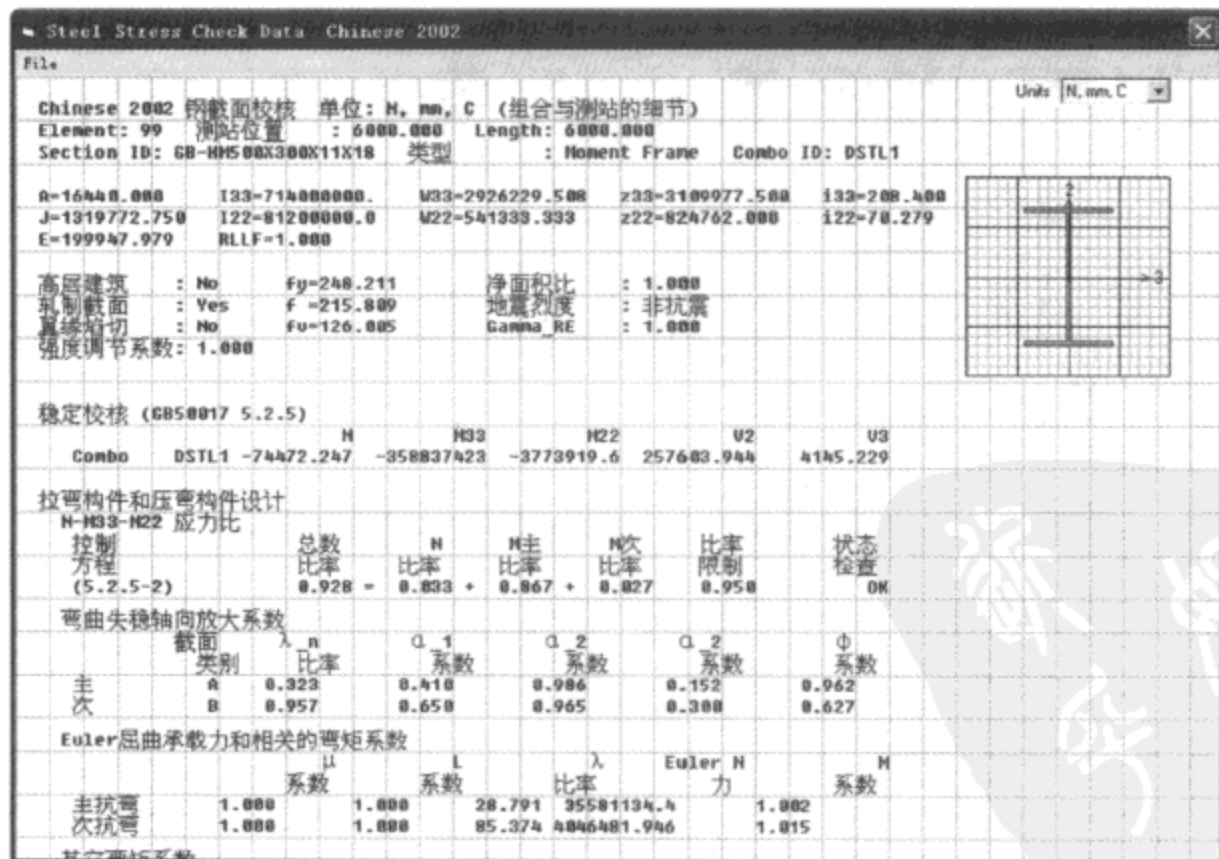 Steel Stress Check Data Chinese 2002
File
Units N, mm, C
Chinese 2002 钢截面校核 单位: N, mm, C (组合与测站的细节)
Element: 99 测站位置 : 6000.000 Length: 6000.000
Section ID: GB-HM500X300X11X18 类型 : Moment Frame Combo ID: DSTL1
A=16440.000 I33=714000000. W33=2926229.508 z33=3109977.500 i33=208.400
J=1319772.750 I22=81200000.0 W22=541333.333 z22=824762.000 i22=70.279
E=199947.979 RLLF=1.000
2
3
高层建筑 : No fy=248.211 净面积比 : 1.000
轧制截面 : Yes f =215.809 地震烈度 : 非抗震
翼缘焰切 : No fv=126.005 Gamma_RE : 1.000
强度调节系数: 1.000
稳定校核 (GB50017 5.2.5)
N M33 M22 V2 V3
Combo DSTL1 -74472.247 -358837423 -3773919.6 257603.944 4145.229
拉弯构件和压弯构件设计
N-M33-M22 应力比
控制 总数 N M主 M次 比率 状态
方程 比率 比率 比率 比率 限制 检查
(5.2.5-2) 0.928 = 0.033 + 0.867 + 0.027 0.950 OK
弯曲失稳轴向放大系数
截面 λ_n α_1 α_2 α_2 ϕ
类别 比率 系数 系数 系数 系数
主 A 0.323 0.410 0.986 0.152 0.962
次 B 0.957 0.650 0.965 0.300 0.627
Euler屈曲承载力和相关的弯矩系数
μ L λ Euler N M
系数 系数 比率 力 系数
主抗弯 1.000 1.000 28.791 35581134.4 1.002
次抗弯 1.000 1.000 85.374 4046481.946 1.015
其它弯矩系数